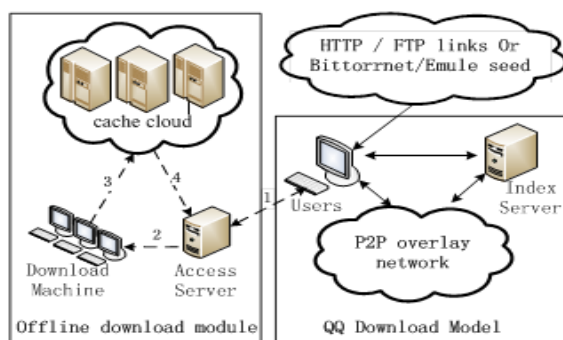 HTTP / FTP links Or
Bittorrnet/Emule seed
cache cloud
3
4
1
2
Users
Index
Server
Download
Machine
Access
Server
P2P overlay
network
Offline download module
QQ Download Model